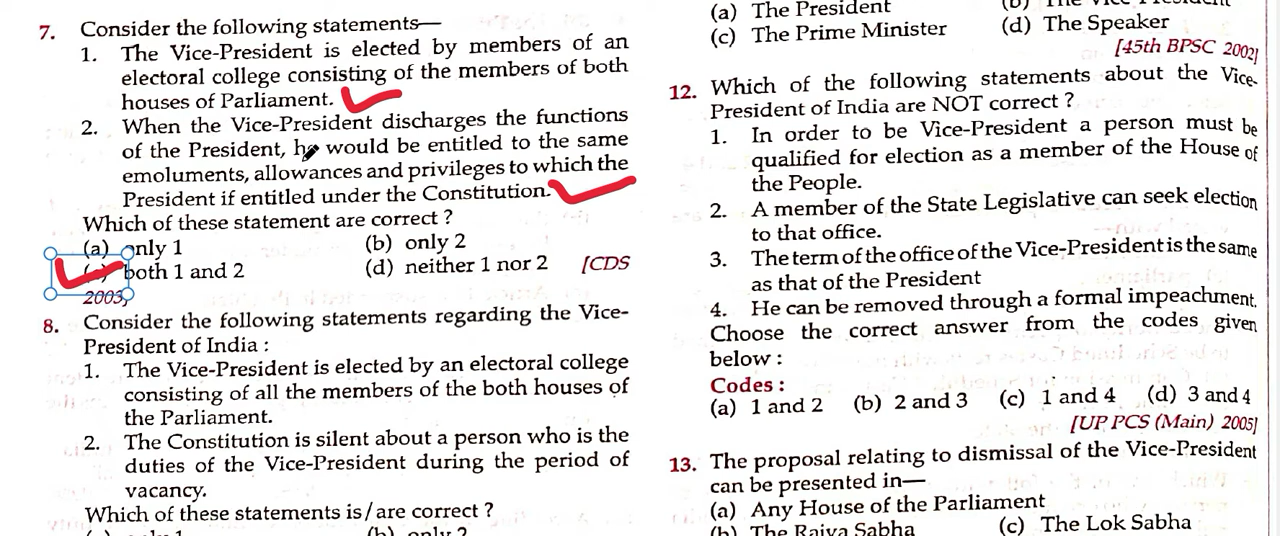 7. Consider the following statements—
1. The Vice-President is elected by members of an
electoral college consisting of the members of both
houses of Parliament.
2. When the Vice-President discharges the functions
of the President, would be entitled to the same
emoluments, allowances and privileges to which the
President if entitled under the Constitution.
Which of these statement are correct ?
(a) only 1 (b) only 2
both 1 and 2 (d) neither 1 nor 2 [CDS
2003]
8. Consider the following statements regarding the Vice-
President of India :
1. The Vice-President is elected by an electoral college
consisting of all the members of the both houses of
the Parliament.
2. The Constitution is silent about a person who is the
duties of the Vice-President during the period of
vacancy.
Which of these statements is/are correct ?
(a) The President
(c) The Prime Minister (d) The Speaker
[45th BPSC 2002]
12. Which of the following statements about the Vice-
President of India are NOT correct ?
1. In order to be Vice-President a person must be
qualified for election as a member of the House of
the People.
2. A member of the State Legislative can seek election
to that office.
3. The term of the office of the Vice-President is the same
as that of the President
4. He can be removed through a formal impeachment.
Choose the correct answer from the codes given
below :
Codes :
(a) 1 and 2 (b) 2 and 3 (c) 1 and 4 (d) 3 and 4
[UP PCS (Main) 2005]
13. The proposal relating to dismissal of the Vice-President
can be presented in—
(a) Any House of the Parliament
(b) The Rajya Sabha (c) The Lok Sabha